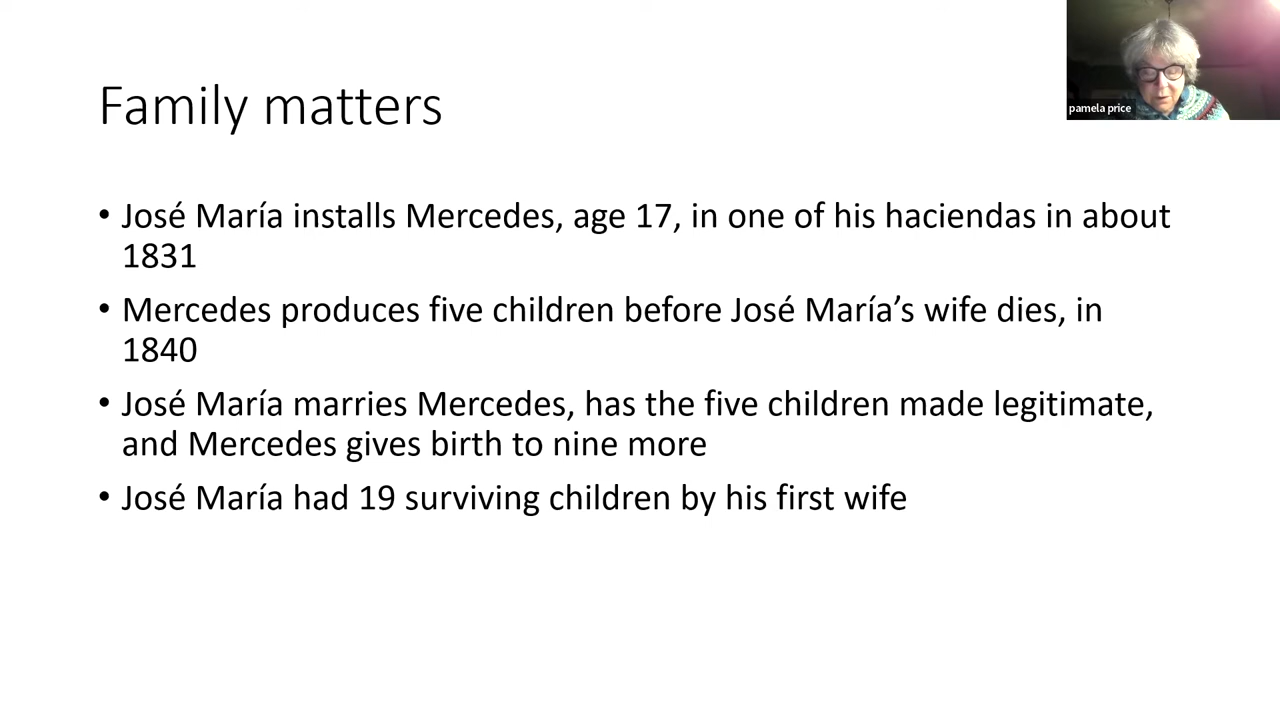 Family matters
pamela price
• José María installs Mercedes, age 17, in one of his haciendas in about
1831
• Mercedes produces five children before José María’s wife dies, in
1840
• José María marries Mercedes, has the five children made legitimate,
and Mercedes gives birth to nine more
• José María had 19 surviving children by his first wife